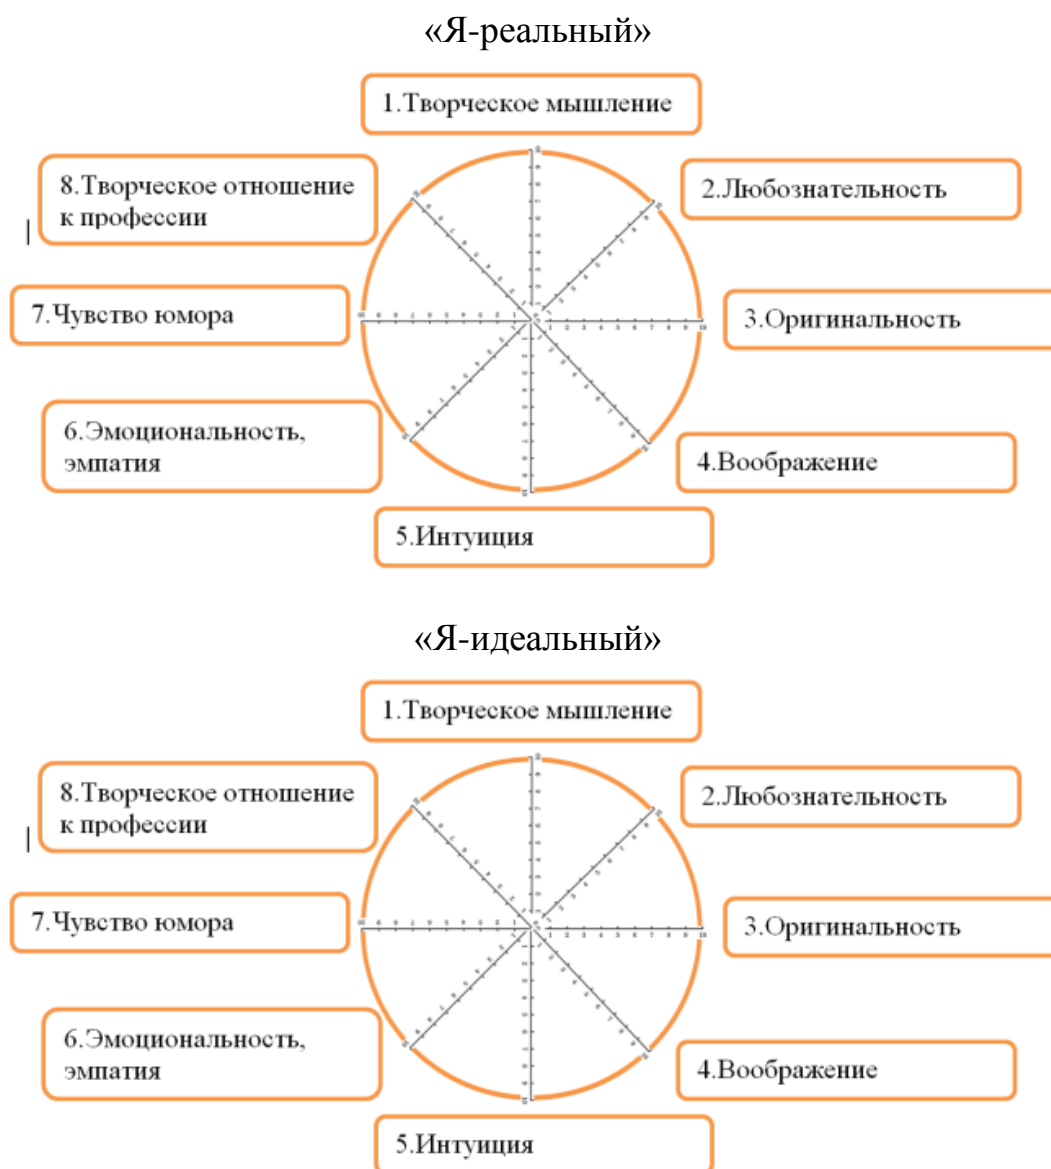 «Я-реальный»
1.Творческое мышление
8.Творческое отношение
к профессии
2.Любознательность
7.Чувство юмора
3.Оригинальность
6.Эмоциональность,
эмпатия
4.Воображение
5.Интуиция
«Я-идеальный»
1.Творческое мышление
8.Творческое отношение
к профессии
2.Любознательность
7.Чувство юмора
3.Оригинальность
6.Эмоциональность,
эмпатия
4.Воображение
5.Интуиция